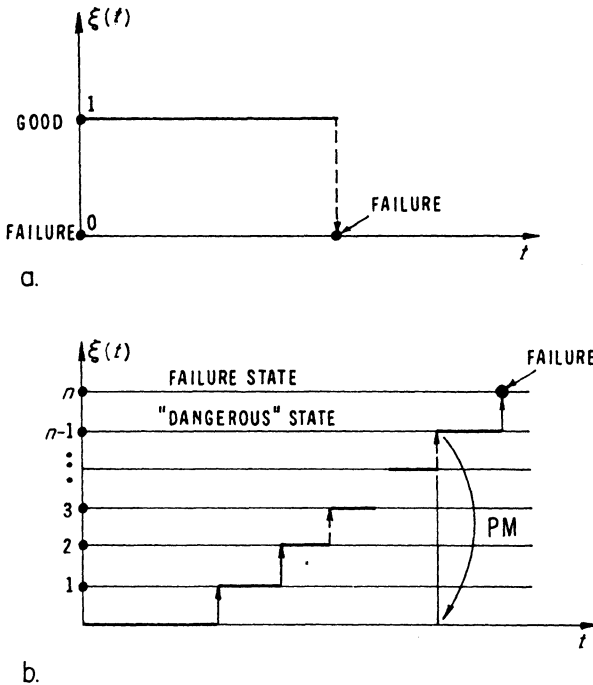 ξ(t)
1
GOOD
FAILURE
0
FAILURE
t
a.
ξ(t)
FAILURE
n
FAILURE STATE
"DANGEROUS" STATE
n-1
3
PM
2
1
t
b.